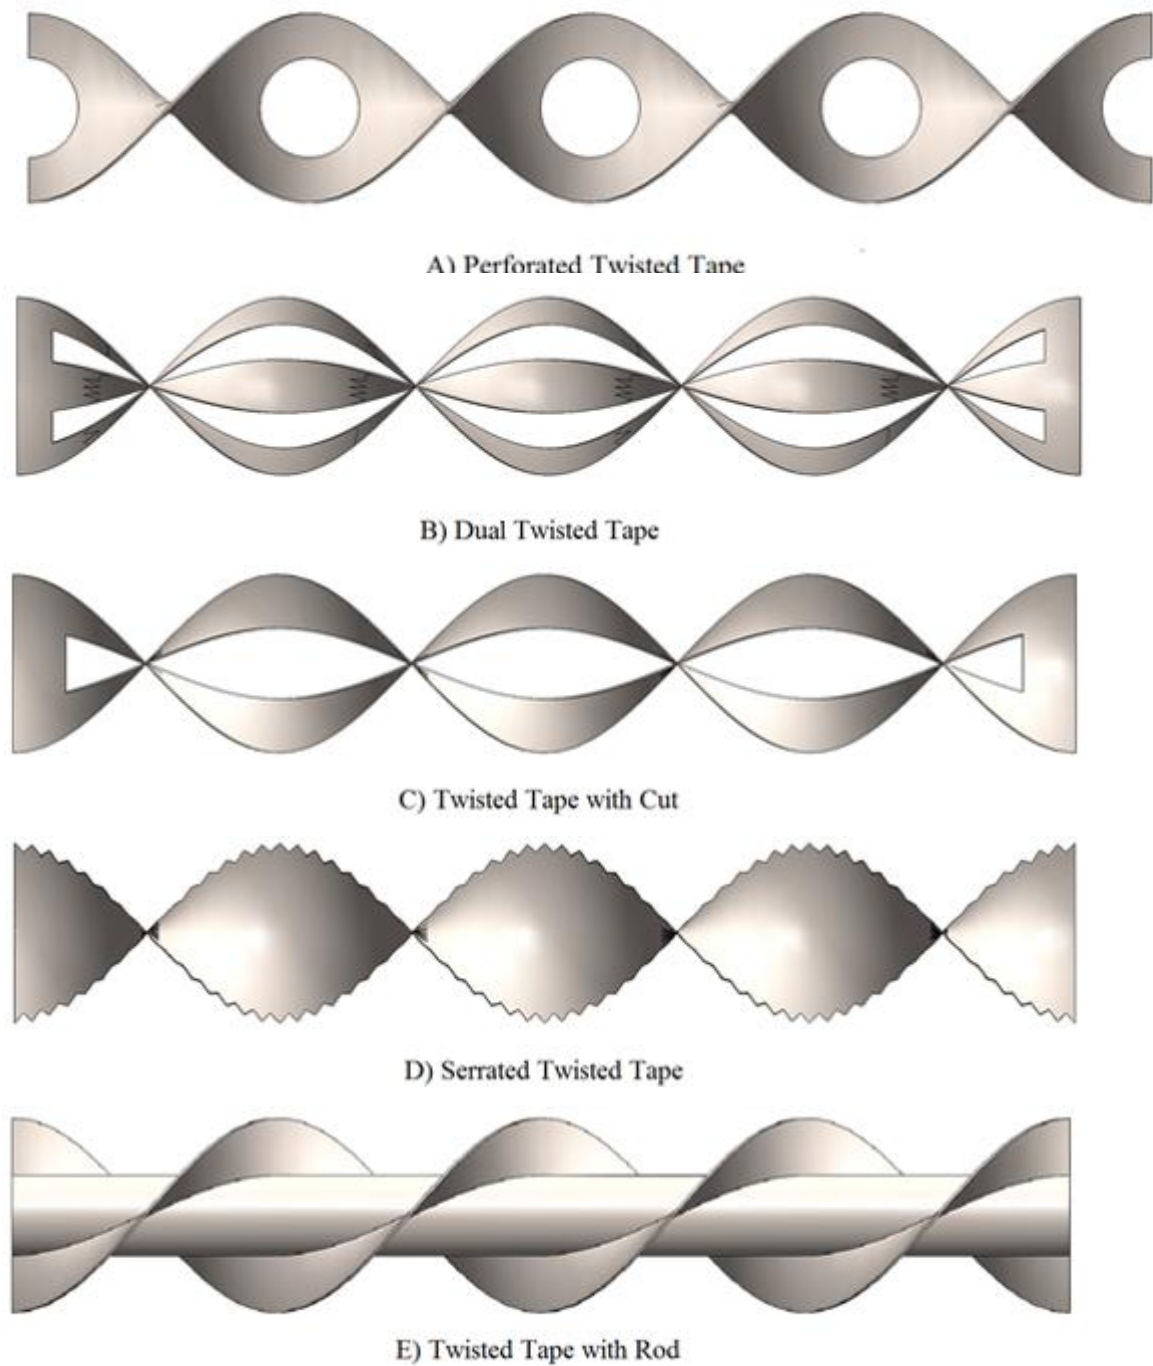 A) Perforated Twisted Tape
B) Dual Twisted Tape
C) Twisted Tape with Cut
D) Serrated Twisted Tape
E) Twisted Tape with Rod